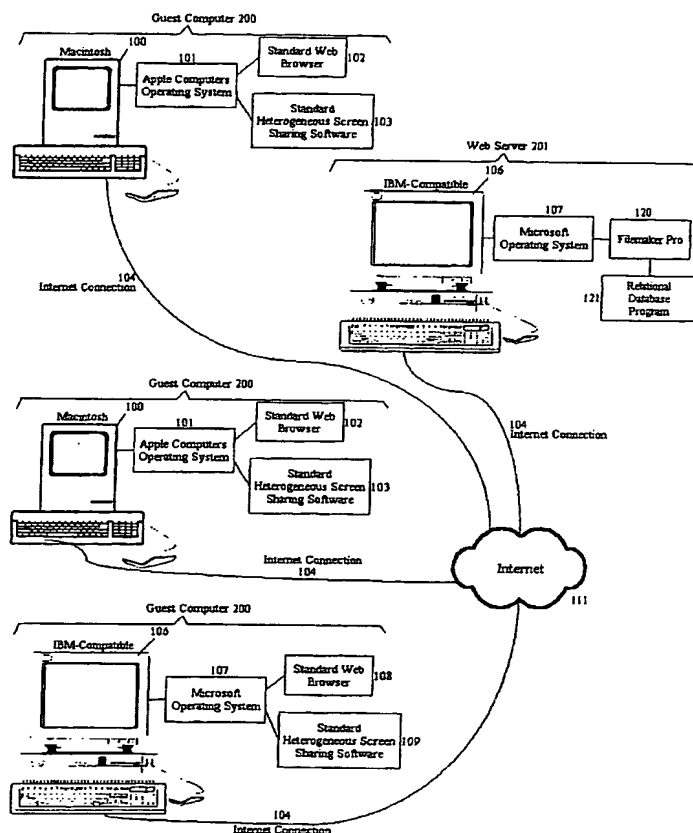 Guest Computer 200
Macintosh
100
101
Apple Computers
Operating System
Standard Web
Browser
102
Standard
Heterogeneous Screen
Sharing Software
103
Web Server 201
IBM-Compatible
106
107
Microsoft
Operating System
120
Filemaker Pro
121
Relational
Database
Program
104
Internet Connection
Guest Computer 200
Macintosh
100
101
Apple Computers
Operating System
Standard Web
Browser
102
Standard
Heterogeneous Screen
Sharing Software
103
104
Internet Connection
Internet Connection
104
Internet
111
Guest Computer 200
IBM-Compatible
106
107
Microsoft
Operating System
Standard Web
Browser
108
Standard
Heterogeneous Screen
Sharing Software
109
104
Internet Connection